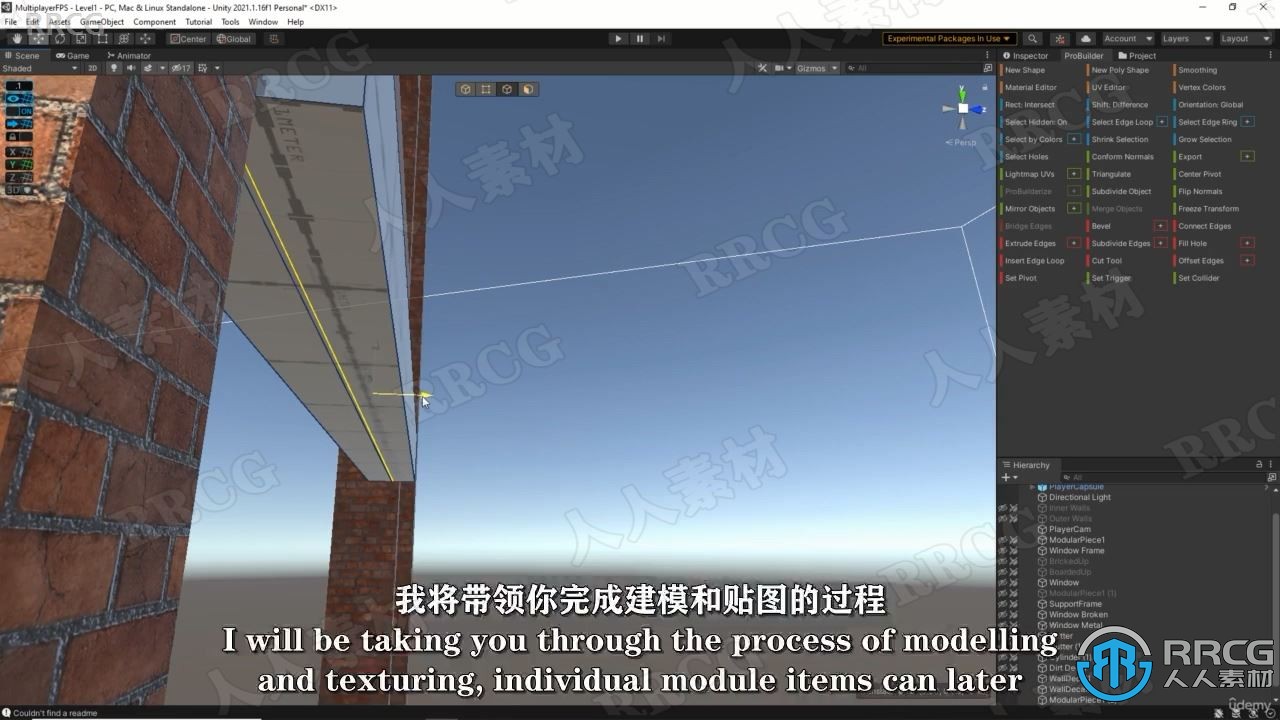 MultiplayerFPS - Level1 - PC, Mac & Linux Standalone - Unity 2021.1.16f1 Personal* <DX11>
File Edit Assets GameObject Component Tutorial Tools Window Help
Center Global
Experimental Packages In Use
Account Layers Layout
Scene Game Animator
Shaded 2D 17 Gizmos All
Inspector ProBuilder Project
New Shape New Poly Shape Smoothing
Material Editor UV Editor Vertex Colors
Rect: Intersect Shift: Difference Orientation: Global
Select Hidden: On Select Edge Loop + Select Edge Ring +
Select by Colors + Shrink Selection Grow Selection
Select Holes Conform Normals Export +
Lightmap UVs + Triangulate Center Pivot
ProBuilderize + Subdivide Object Flip Normals
Mirror Objects + Merge Objects Freeze Transform
Bridge Edges Bevel + Connect Edges
Extrude Edges + Subdivide Edges + Fill Hole +
Insert Edge Loop Cut Tool Offset Edges +
Set Pivot Set Trigger Set Collider
.1
ON
X
Y
Z
3D
y
z
Persp
Hierarchy
All
PlayerCapsule
Directional Light
Inner Walls
Outer Walls
PlayerCam
ModularPiece1
Window Frame
BrickedUp
BoardedUp
Window
ModularPiece1 (1)
SupportFrame
Window Broken
Window Metal
我将带领你完成建模和贴图的过程
I will be taking you through the process of modelling
and texturing, individual module items can later
RRCG
人人素材
udemy
Couldn't find a readme